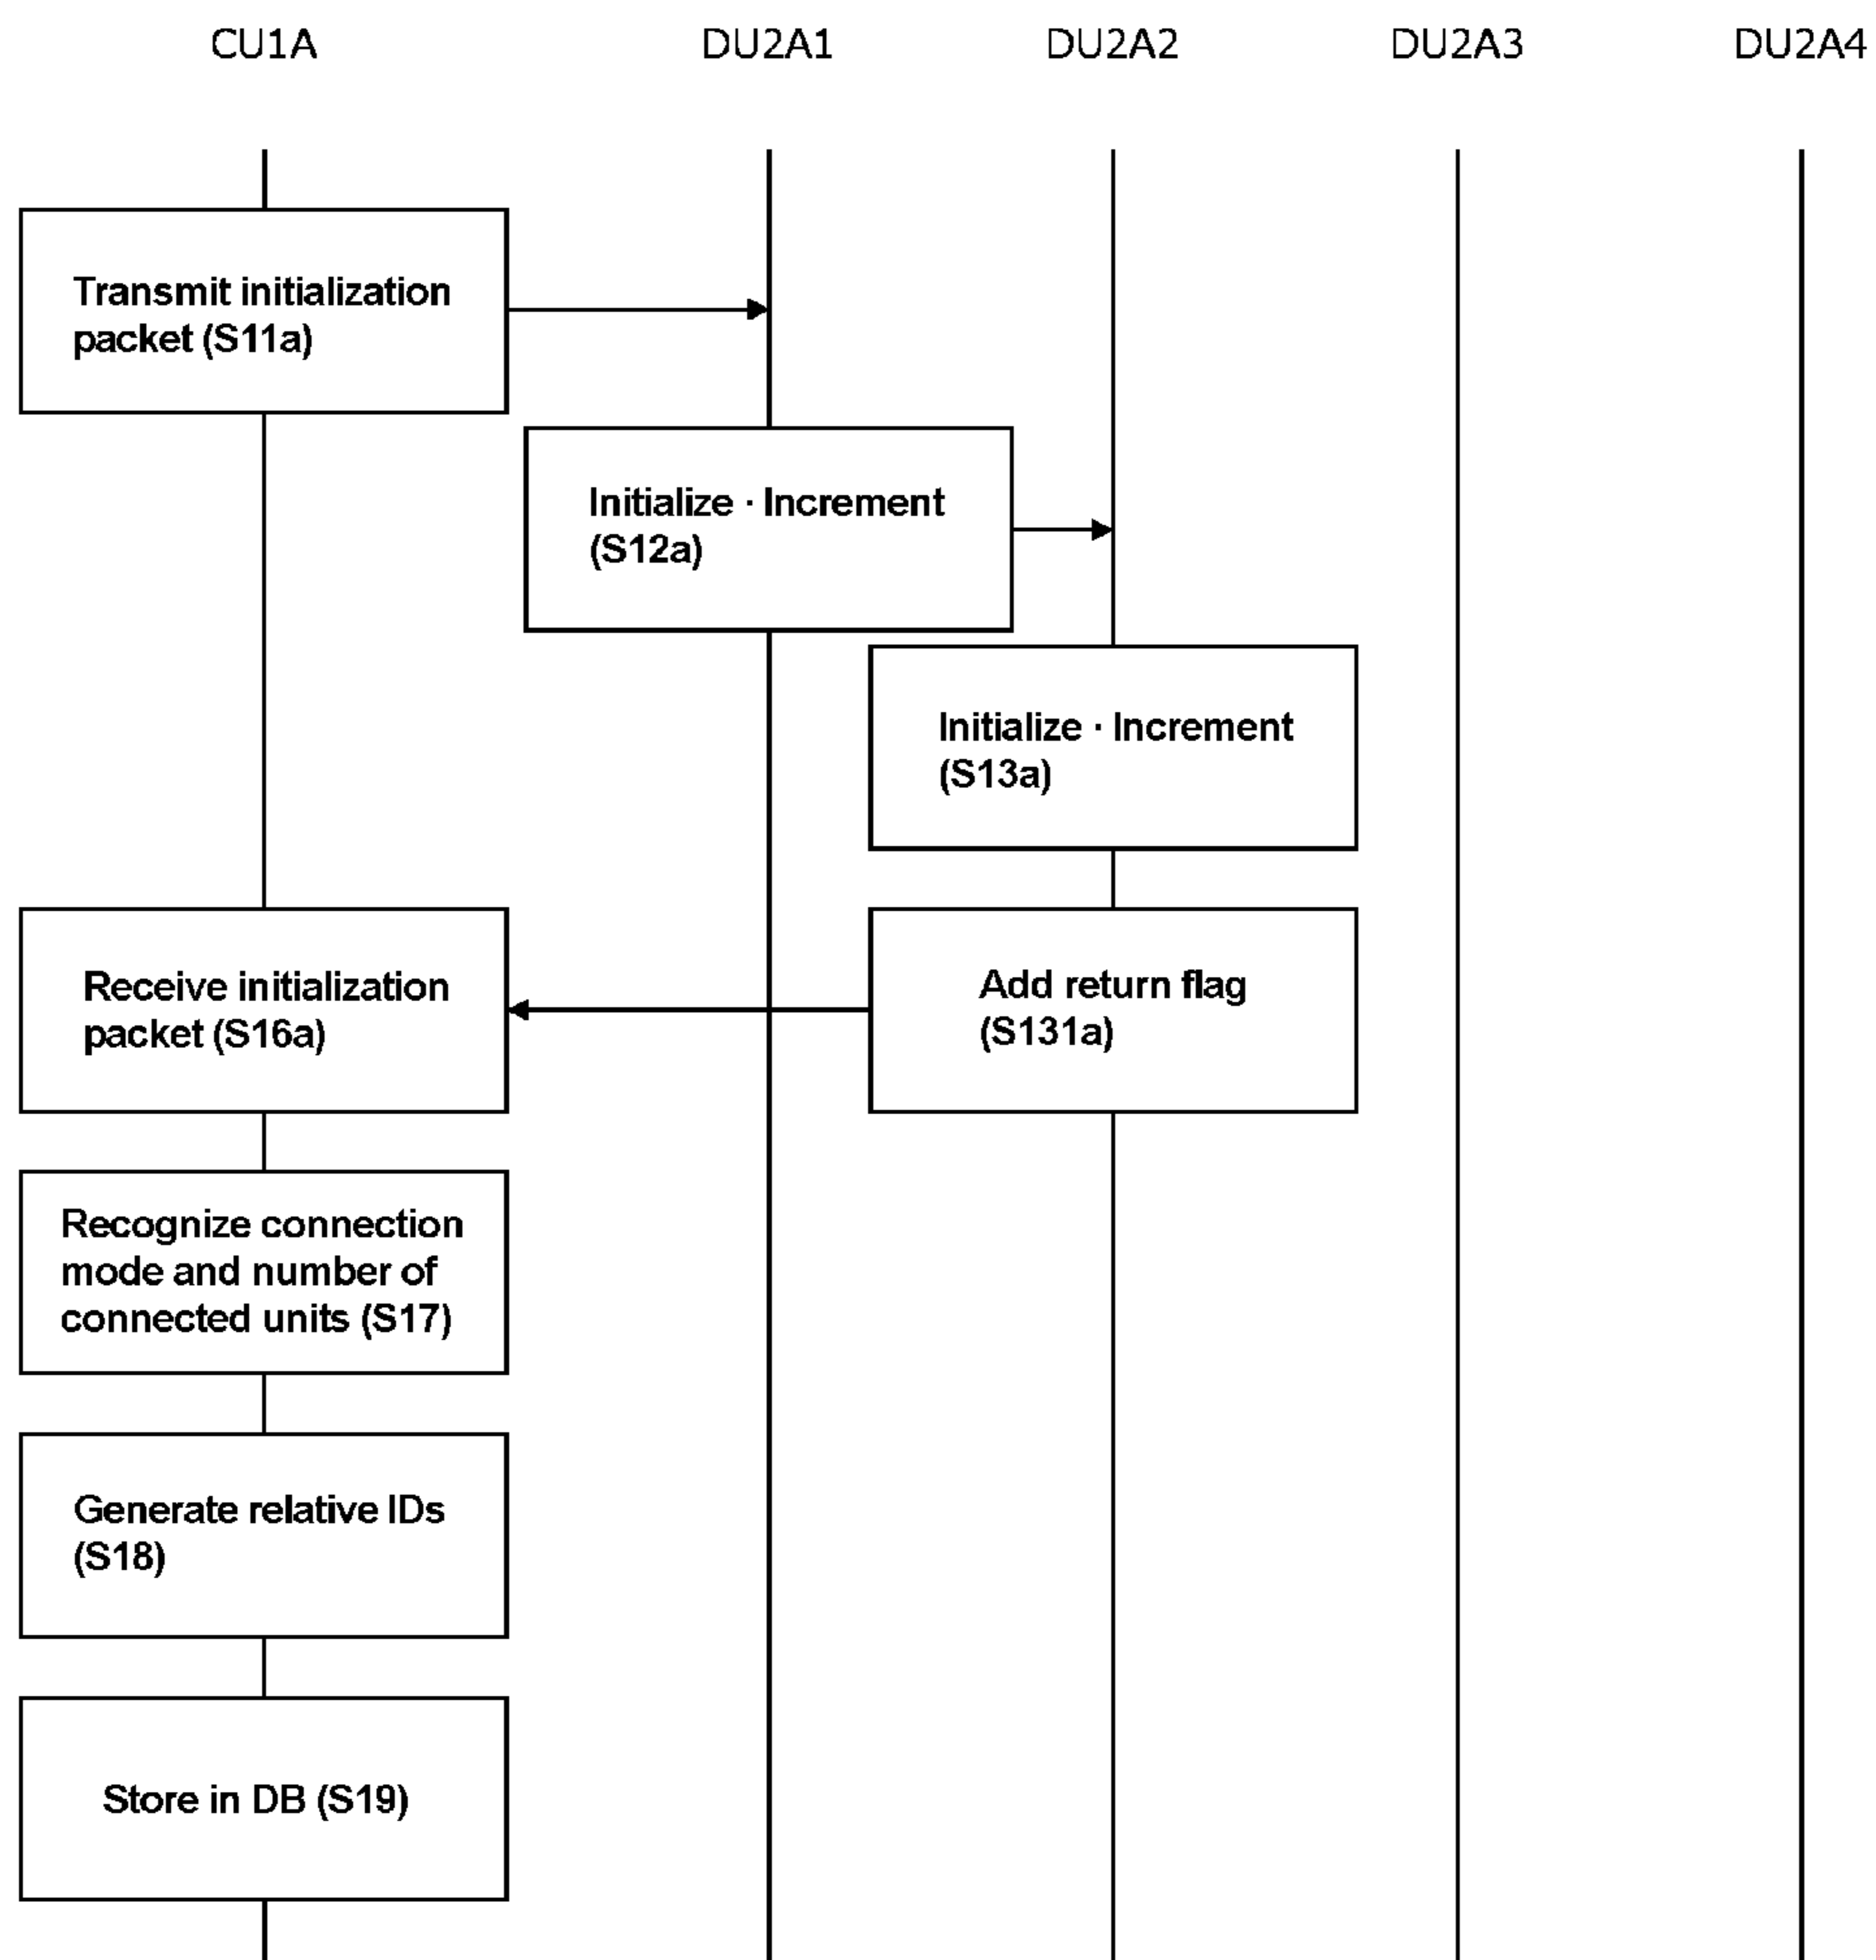 CU1A
DU2A1
DU2A2
DU2A3
DU2A4
Transmit initialization
packet (S11a)
Initialize · Increment
(S12a)
Initialize · Increment
(S13a)
Receive initialization
packet (S16a)
Add return flag
(S131a)
Recognize connection
mode and number of
connected units (S17)
Generate relative IDs
(S18)
Store in DB (S19)